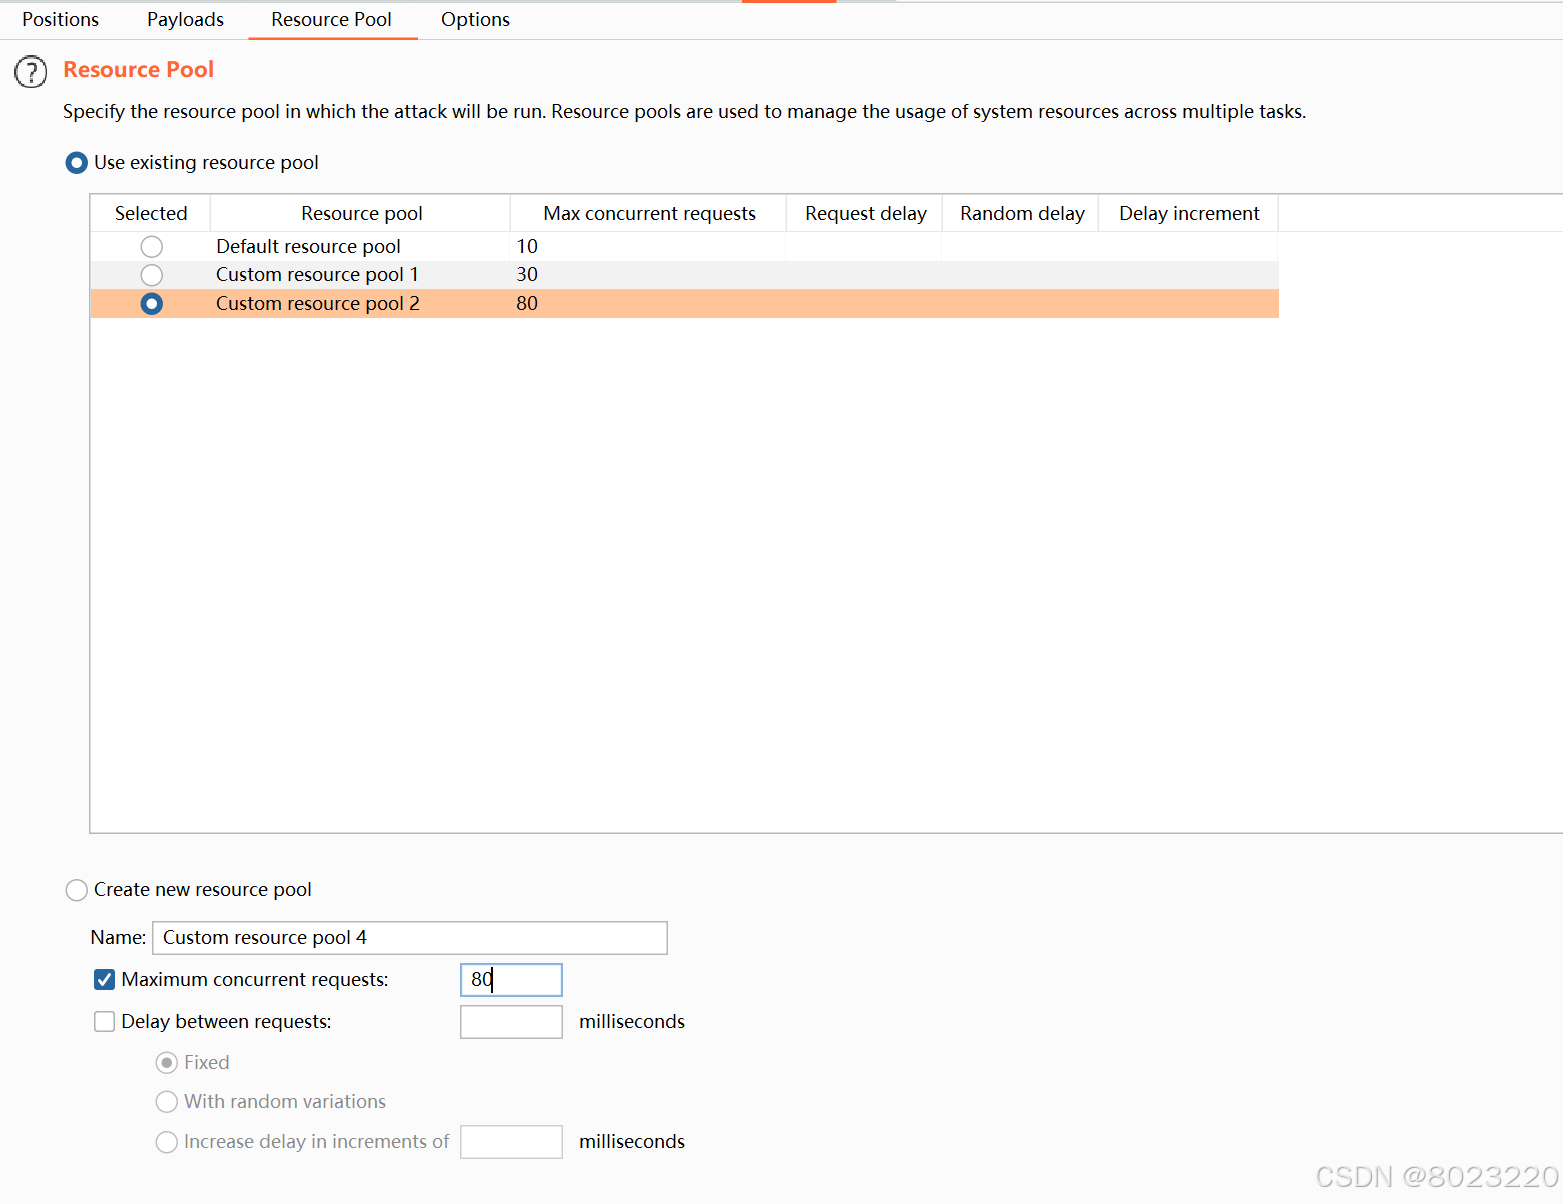 Positions Payloads Resource Pool Options
? Resource Pool
Specify the resource pool in which the attack will be run. Resource pools are used to manage the usage of system resources across multiple tasks.
Use existing resource pool
Selected Resource pool Max concurrent requests Request delay Random delay Delay increment
Default resource pool 10
Custom resource pool 1 30
Custom resource pool 2 80
Create new resource pool
Name: Custom resource pool 4
Maximum concurrent requests: 80
Delay between requests: milliseconds
Fixed
With random variations
Increase delay in increments of milliseconds
CSDN @8023220